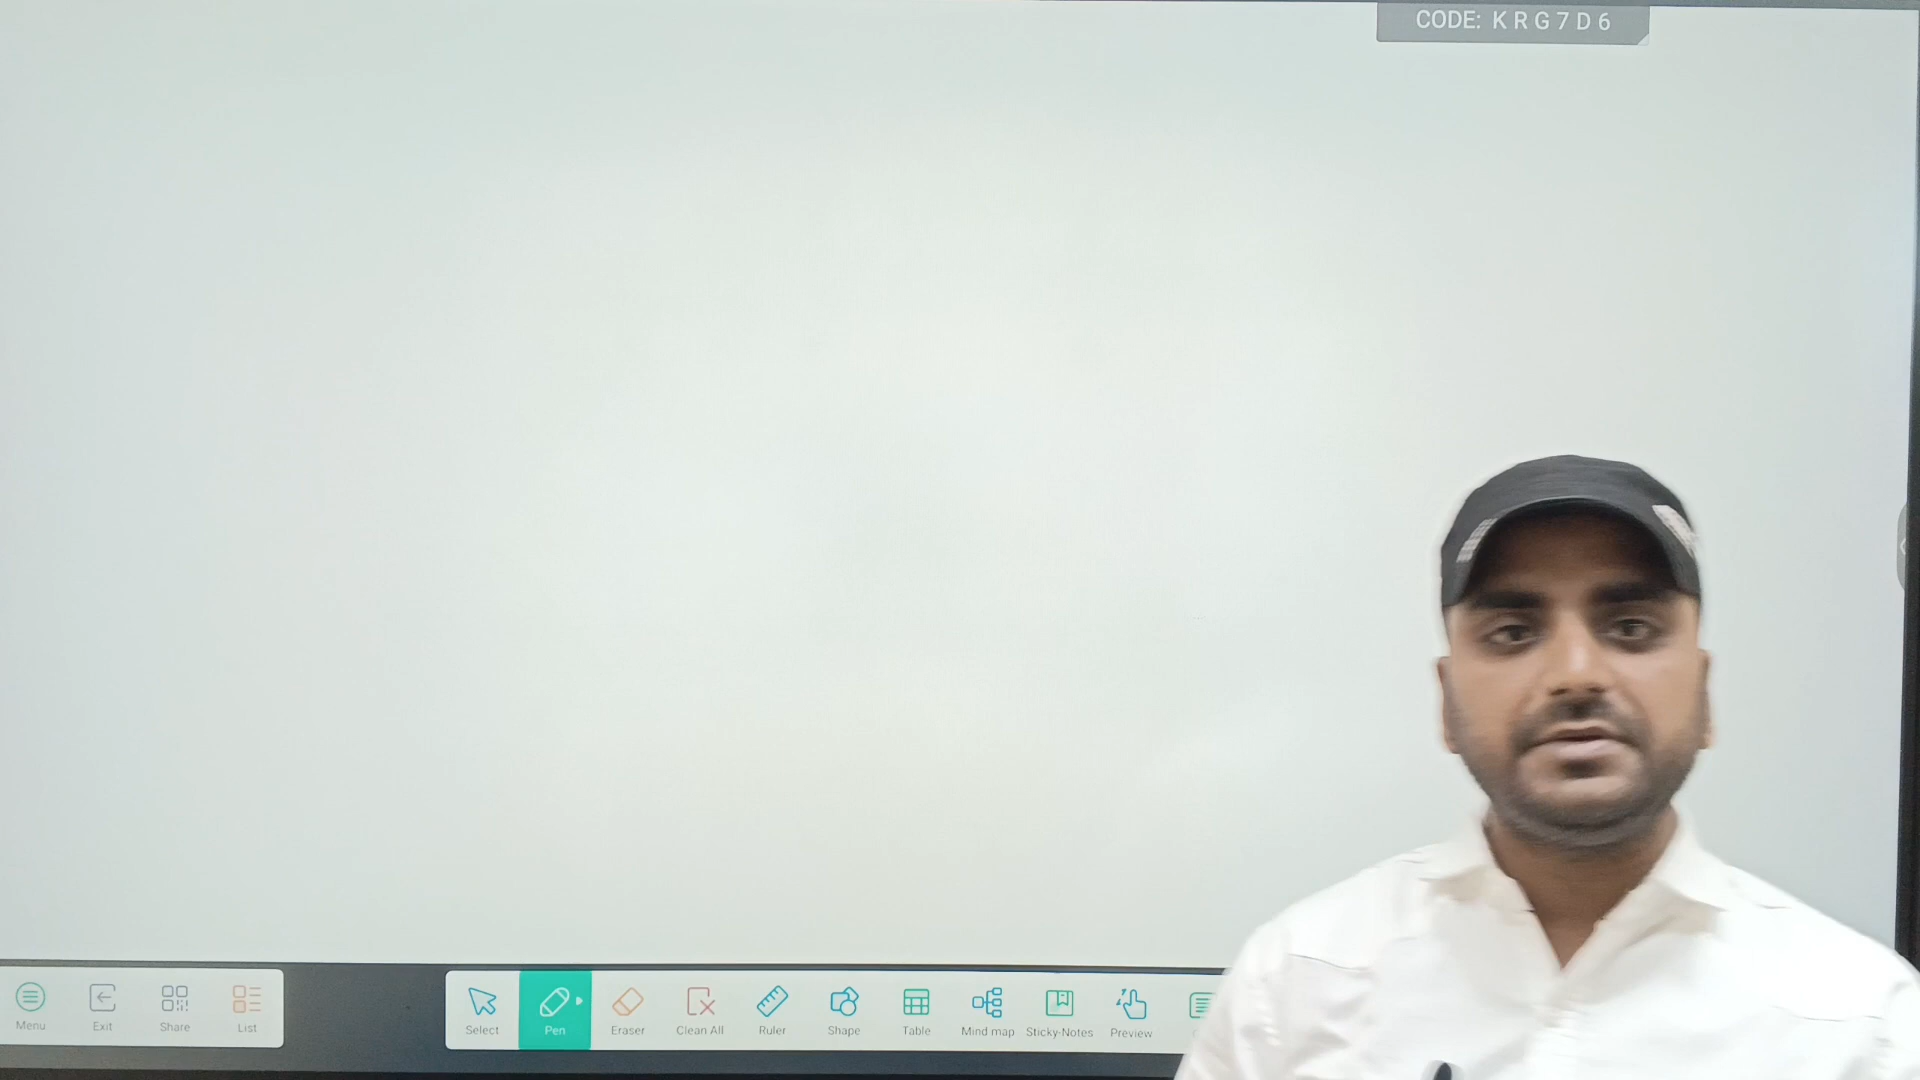 CODE: K R G 7 D 6
Menu
Exit
Share
List
Select
Pen
Eraser
Clean All
Ruler
Shape
Table
Mind map
Sticky-Notes
Preview